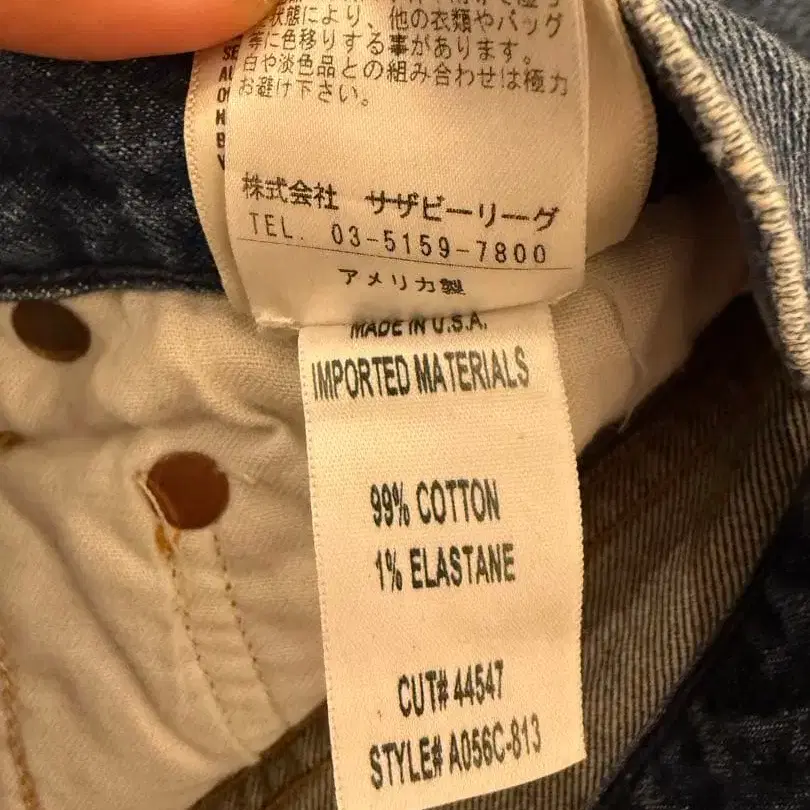 状態により、他の衣類やバッグ
等に色移りする事があります。
白や淡色品との組み合わせは極力
お避け下さい。
株式会社 サザビーリーグ
TEL. 03-5159-7800
アメリカ製
MADE IN U.S.A.
IMPORTED MATERIALS
99% COTTON
1% ELASTANE
CUT# 44547
STYLE# A056C-813